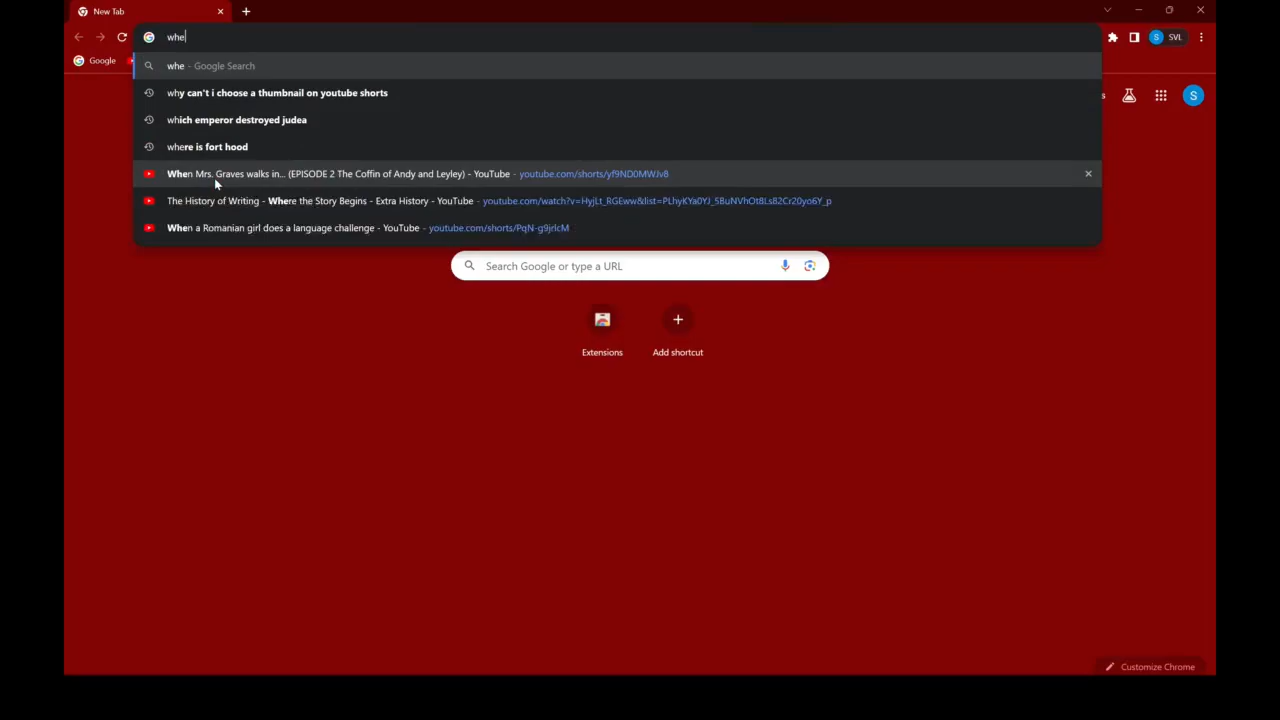 New Tab
whe
SVL
Google
whe - Google Search
why can't i choose a thumbnail on youtube shorts
which emperor destroyed judea
where is fort hood
When Mrs. Graves walks in... (EPISODE 2 The Coffin of Andy and Leyley) - YouTube - youtube.com/shorts/yf9ND0MWJv8
The History of Writing - Where the Story Begins - Extra History - YouTube - youtube.com/watch?v=HyjLt_RGEww&list=PLhyKYa0YJ_5BuNVhOt8Ls82Cr20yo6Y_p
When a Romanian girl does a language challenge - YouTube - youtube.com/shorts/PqN-g9jrlcM
S
Search Google or type a URL
Extensions
Add shortcut
Customize Chrome